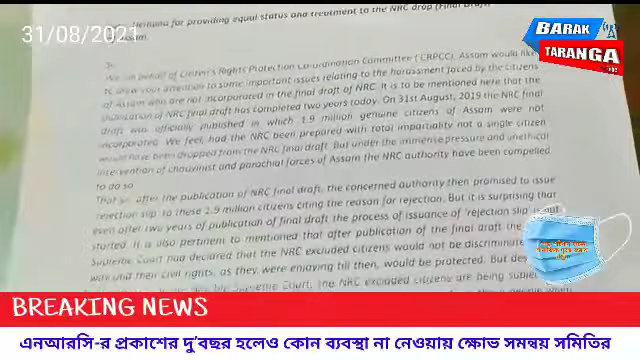 demand for providing equal status and treatment to the NRC drop (Final Draft
31/08/2021
BARAK
TARANGA
Sir,
We on behalf of Citizen's Rights Protection Co-ordination Committee (CRPCC), Assam would like
to draw your attention to some important issues relating to the harassment faced by the citizens
of Assam who are not incorporated in the final draft of NRC. It is to be mentioned here that the
publication of NRC final draft has completed two years today. On 31st August, 2019 the NRC final
draft was officially published in which 1.9 million genuine citizens of Assam were not
incorporated. We feel, had the NRC been prepared with total impartiality not a single citizen
would have been dropped from the NRC final draft. But under the immense pressure and unethical
intervention of chauvinist and parochial forces of Assam the NRC authority have been compelled
to do so
That sir, after the publication of NRC final draft, the concerned authority then promised to issue
rejection slip to these 1.9 million citizens citing the reason for rejection. But it is surprising that
even after two years of publication of final draft the process of issuance of 'rejection slip' is not
started. It is also pertinent to mentioned that after publication of the final draft the
Supreme Court had declared that the NRC excluded citizens would not be discriminated
with and their civil rights, as they were enjoying till then, would be protected. But
Supreme Court, The NRC excluded citizens are being
BREAKING NEWS
এনআরসি-র প্রকাশের দু'বছর হলেও কোন ব্যবস্থা না নেওয়ায় ক্ষোভ সমন্বয় সমিতির